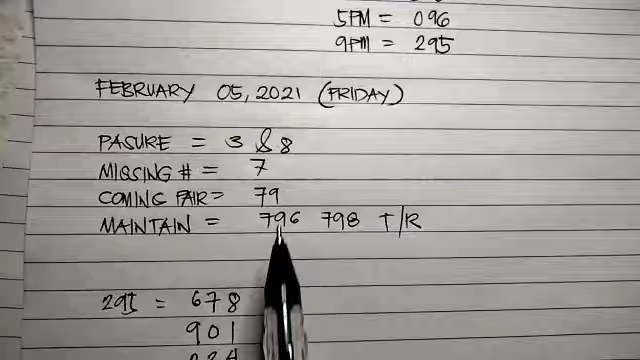 5PM = 096
9PM = 295
FEBRUARY 05, 2021 (FRIDAY)
PASURE = 3 & 8
MISSING # = 7
COMING PAIR = 79
MAINTAIN = 796 798 T/R
295 = 678
901